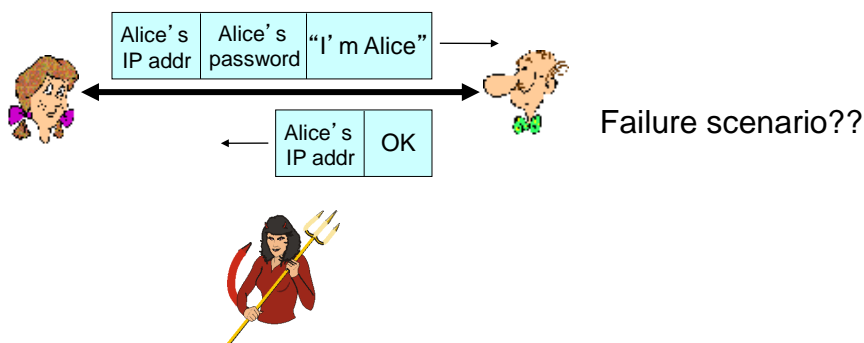 Alice’s
IP addr
Alice’s
password
“I’m Alice”
Failure scenario??
Alice’s
IP addr
OK